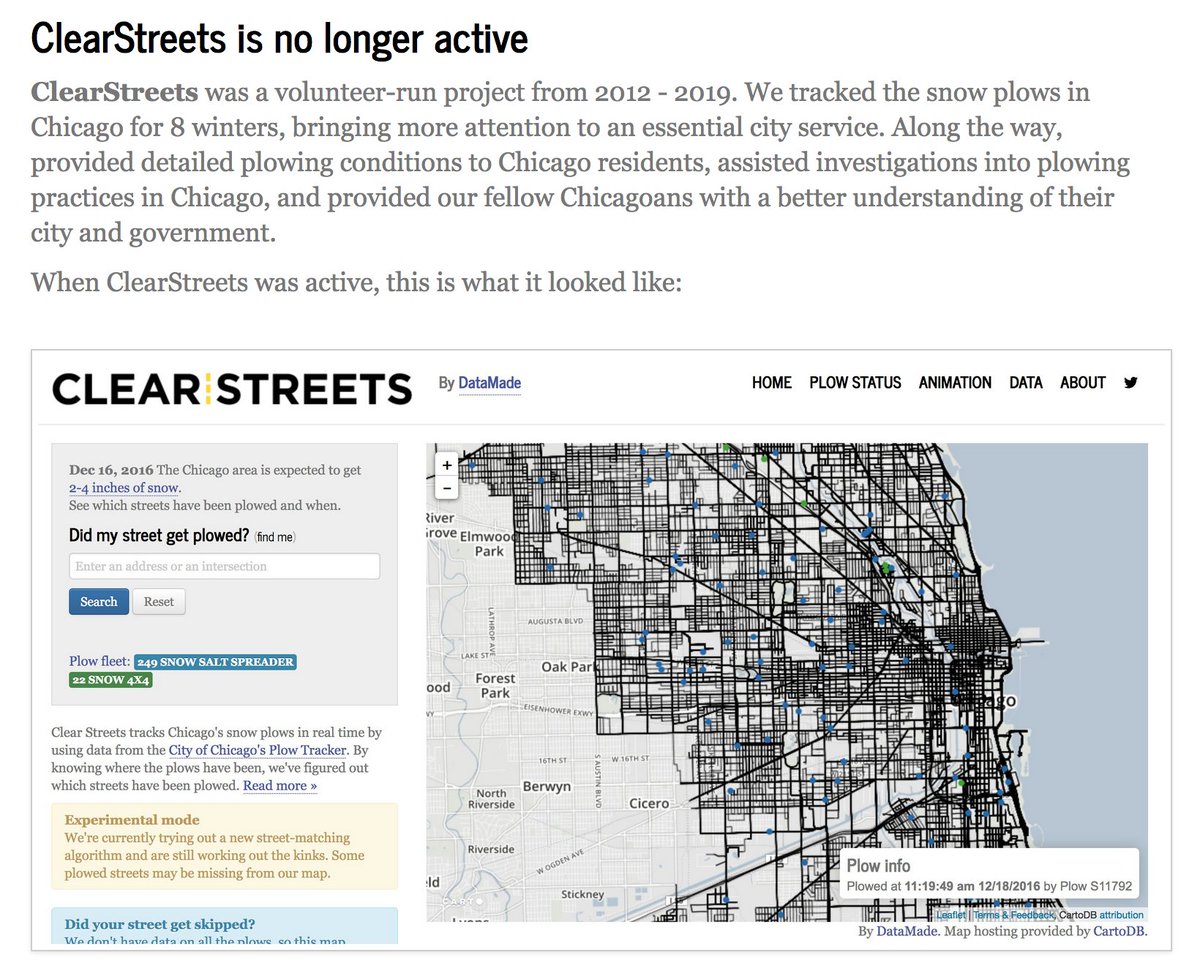 ClearStreets is no longer active
ClearStreets was a volunteer-run project from 2012 - 2019. We tracked the snow plows in
Chicago for 8 winters, bringing more attention to an essential city service. Along the way,
provided detailed plowing conditions to Chicago residents, assisted investigations into plowing
practices in Chicago, and provided our fellow Chicagoans with a better understanding of their
city and government.
When ClearStreets was active, this is what it looked like:
CLEAR STREETS
By DataMade
HOME PLOW STATUS ANIMATION DATA ABOUT
Dec 16, 2016 The Chicago area is expected to get
2-4 inches of snow.
See which streets have been plowed and when.
Did my street get plowed? (find me)
Enter an address or an intersection
Search Reset
Plow fleet: 249 SNOW SALT SPREADER
22 SNOW 4X4
Clear Streets tracks Chicago's snow plows in real time by
using data from the City of Chicago's Plow Tracker. By
knowing where the plows have been, we've figured out
which streets have been plowed. Read more »
Experimental mode
We're currently trying out a new street-matching
algorithm and are still working out the kinks. Some
plowed streets may be missing from our map.
Did your street get skipped?
We don't have data on all the plows, so this map
+
−
River
Grove
Elmwood
Park
LATHROP AVE
AUGUSTA BLVD
LAKE ST
Oak Park
Forest
Park
ood
EISENHOWER EXWY
16TH ST
W 16TH ST
S AUSTIN BLVD
North
Riverside
Berwyn
Cicero
Riverside
W OGDEN AVE
eld
Stickney
CARTO
Lyons
ago
Plow info
Plowed at 11:19:49 am 12/18/2016 by Plow S11792
Leaflet | Terms & Feedback, CartoDB attribution
By DataMade. Map hosting provided by CartoDB.